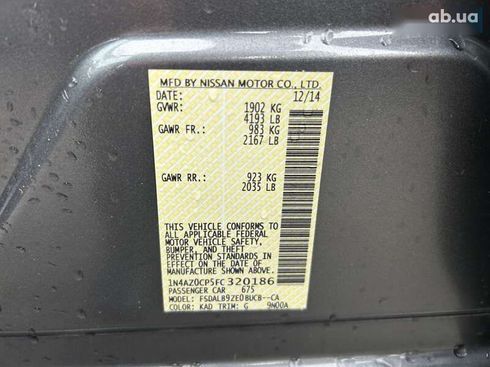 ab.ua
MFD BY NISSAN MOTOR CO., LTD.
DATE: 12/14
GVWR: 1902 KG
4193 LB
GAWR FR.: 983 KG
2167 LB
GAWR RR.: 923 KG
2035 LB
THIS VEHICLE CONFORMS TO
ALL APPLICABLE FEDERAL
MOTOR VEHICLE SAFETY,
BUMPER, AND THEFT
PREVENTION STANDARDS IN
EFFECT ON THE DATE OF
MANUFACTURE SHOWN ABOVE.
1N4AZ0CP5FC320186
PASSENGER CAR 675
MODEL: FSDALB9ZE0BUCB--CA
COLOR: KAD TRIM: G 9N00A